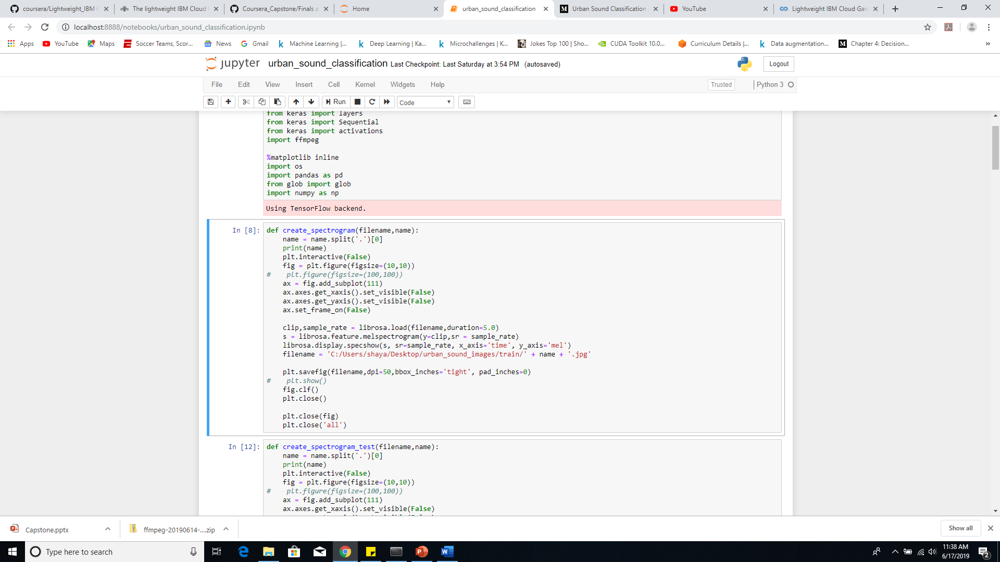 coursera/Lightweight_IBM C
The lightweight IBM Cloud
Coursera_Capstone/Finals a
Home
urban_sound_classification
Urban Sound Classification
YouTube
Lightweight IBM Cloud Gara
localhost:8888/notebooks/urban_sound_classification.ipynb
Apps YouTube Maps Soccer Teams, Scor... News Gmail Machine Learning |... Deep Learning | Ka... Microchallenges | K... Jokes Top 100 | Sho... CUDA Toolkit 10.0... Curriculum Details |... Data augmentation... Chapter 4: Decision... »
jupyter urban_sound_classification Last Checkpoint: Last Saturday at 3:54 PM (autosaved) Logout
File Edit View Insert Cell Kernel Widgets Help Trusted Python 3
Run Code
from keras import layers
from keras import Sequential
from keras import activations
import ffmpeg
%matplotlib inline
import os
import pandas as pd
from glob import glob
import numpy as np
Using TensorFlow backend.
In [8]: def create_spectrogram(filename,name):
name = name.split('.')[0]
print(name)
plt.interactive(False)
fig = plt.figure(figsize=(10,10))
# plt.figure(figsize=(100,100))
ax = fig.add_subplot(111)
ax.axes.get_xaxis().set_visible(False)
ax.axes.get_yaxis().set_visible(False)
ax.set_frame_on(False)
clip,sample_rate = librosa.load(filename,duration=5.0)
s = librosa.feature.melspectrogram(y=clip,sr = sample_rate)
librosa.display.specshow(s, sr=sample_rate, x_axis='time', y_axis='mel')
filename = 'C:/Users/shaya/Desktop/urban_sound_images/train/' + name + '.jpg'
plt.savefig(filename,dpi=50,bbox_inches='tight', pad_inches=0)
# plt.show()
fig.clf()
plt.close()
plt.close(fig)
plt.close('all')
In [12]: def create_spectrogram_test(filename,name):
name = name.split('.')[0]
print(name)
plt.interactive(False)
fig = plt.figure(figsize=(10,10))
# plt.figure(figsize=(100,100))
ax = fig.add_subplot(111)
ax.axes.get_xaxis().set_visible(False)
Capstone.pptx ffmpeg-20190614-....zip Show all
Type here to search
11:38 AM
6/17/2019
2